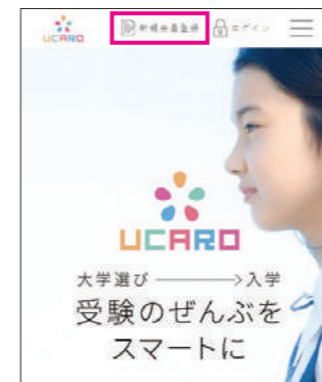 UCARO
新規会員登録
ログイン
UCARO
大学選び ―――> 入学
受験のぜんぶを
スマートに